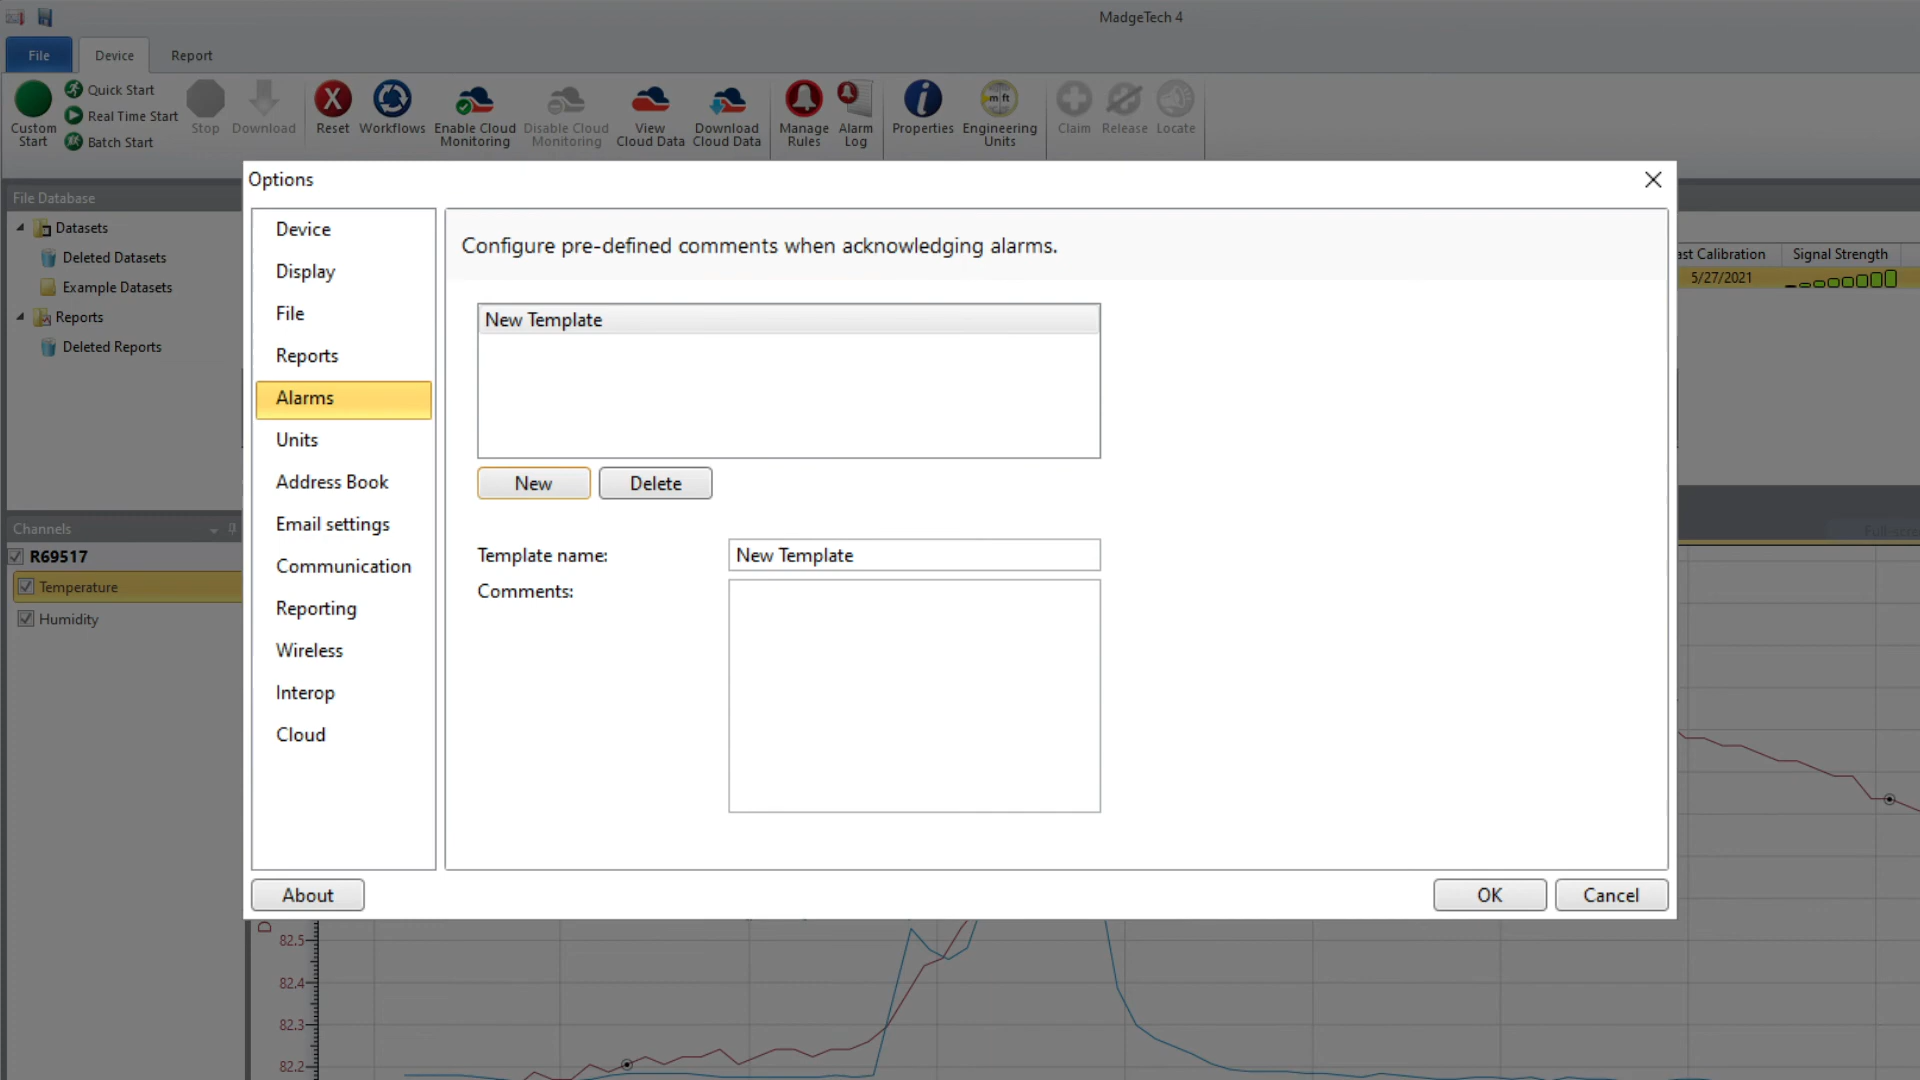 MadgeTech 4
File
Device
Report
Custom Start
Quick Start
Real Time Start
Batch Start
Stop
Download
Reset
Workflows
Enable Cloud Monitoring
Disable Cloud Monitoring
View Cloud Data
Download Cloud Data
Manage Rules
Alarm Log
Properties
m/ft
Engineering Units
Claim
Release
Locate
File Database
Datasets
Deleted Datasets
Example Datasets
Reports
Deleted Reports
Channels
R69517
Temperature
Humidity
Options
Device
Display
File
Reports
Alarms
Units
Address Book
Email settings
Communication
Reporting
Wireless
Interop
Cloud
Configure pre-defined comments when acknowledging alarms.
New Template
New
Delete
Template name:
New Template
Comments:
About
OK
Cancel
Calibration
Signal Strength
5/27/2021
82.5
82.4
82.3
82.2